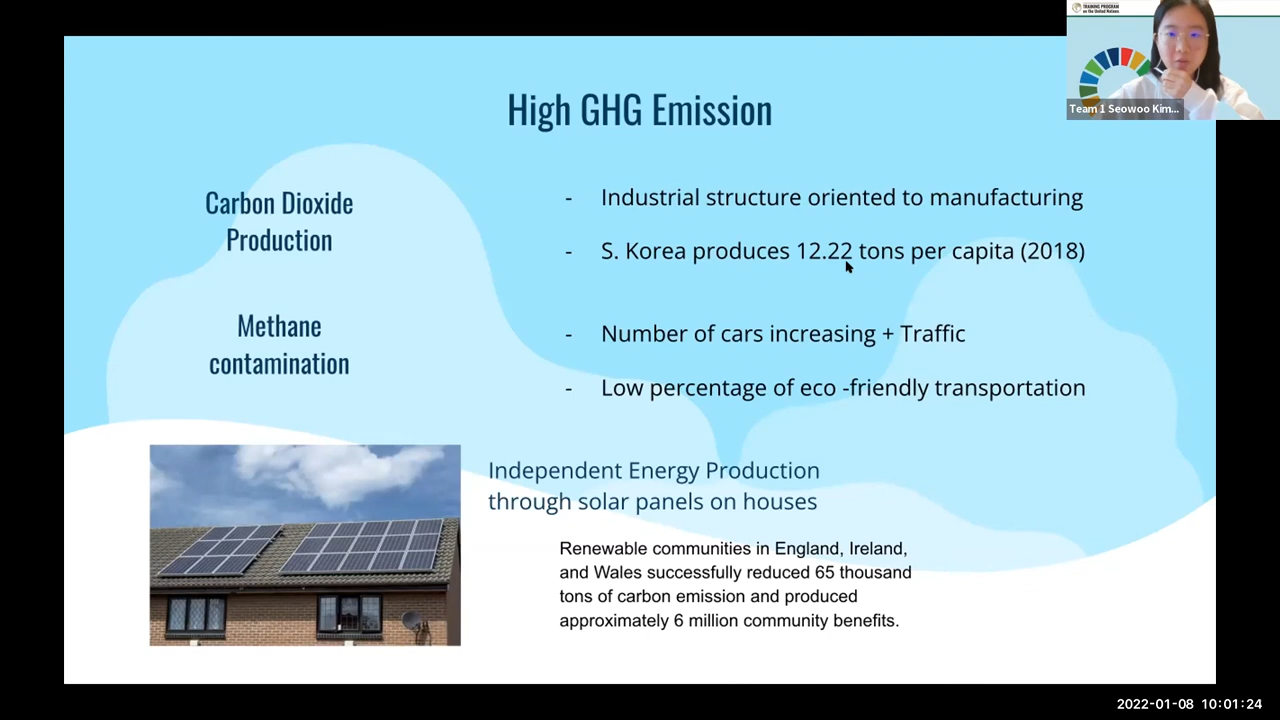 TRAINING PROGRAM
on the United Nations
Team 1 Seowoo Kim...
High GHG Emission
Carbon Dioxide
Production
- Industrial structure oriented to manufacturing
- S. Korea produces 12.22 tons per capita (2018)
Methane
contamination
- Number of cars increasing + Traffic
- Low percentage of eco -friendly transportation
Independent Energy Production
through solar panels on houses
Renewable communities in England, Ireland,
and Wales successfully reduced 65 thousand
tons of carbon emission and produced
approximately 6 million community benefits.
2022-01-08 10:01:24